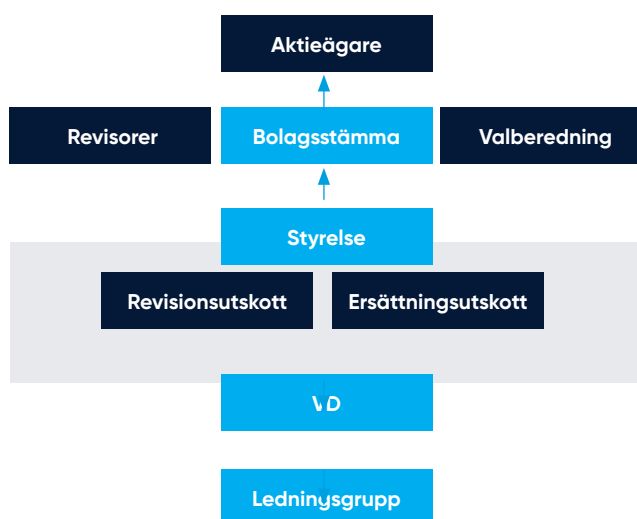 Aktieägare
Revisorer
Bolagsstämma
Valberedning
Styrelse
Revisionsutskott
Ersättningsutskott
VD
Ledningsgrupp